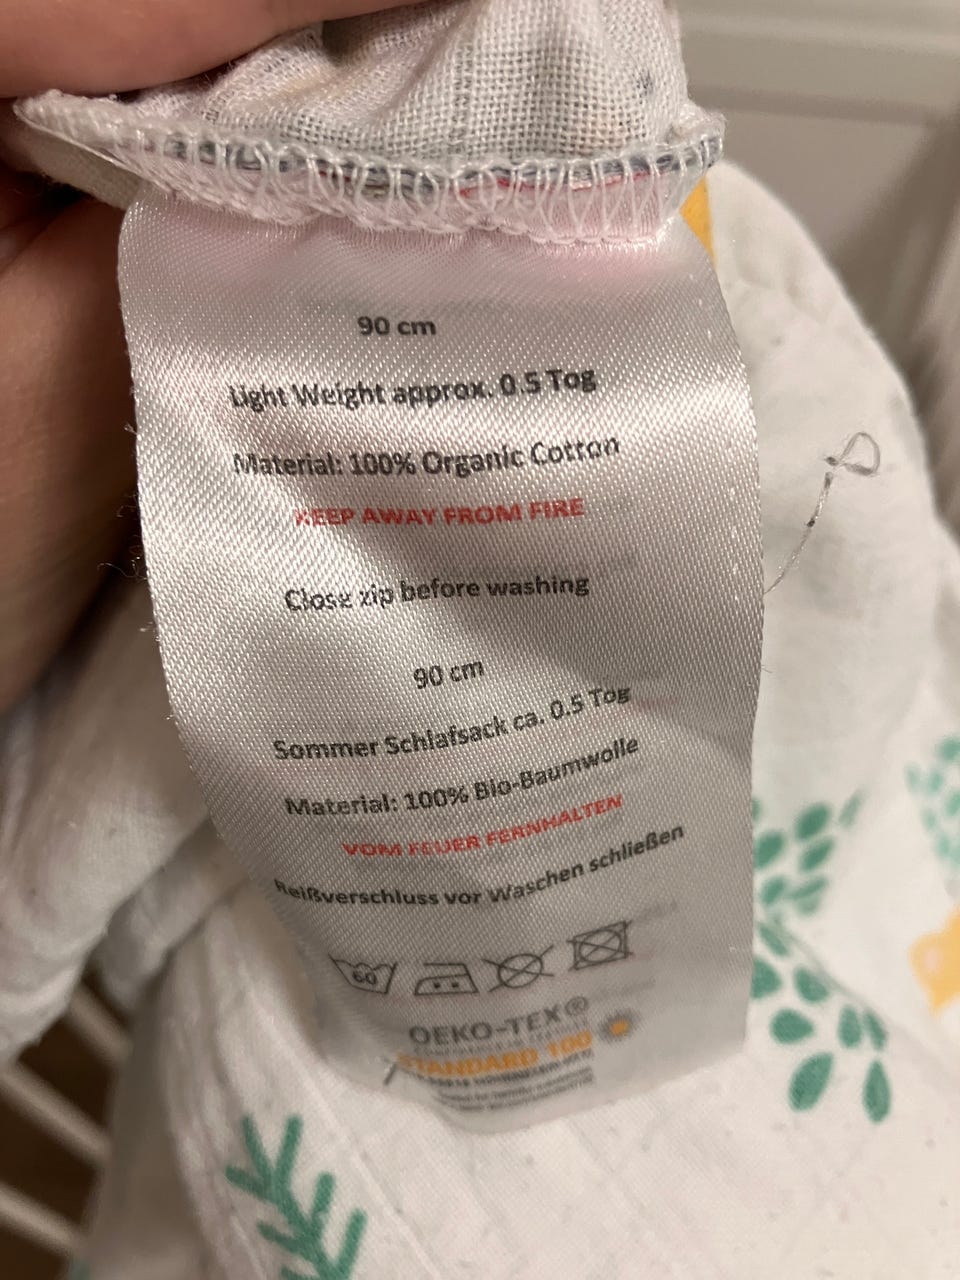 90 cm
Light Weight approx. 0.5 Tog
Material: 100% Organic Cotton
KEEP AWAY FROM FIRE
Close zip before washing
90 cm
Sommer Schlafsack ca. 0.5 Tog
Material: 100% Bio-Baumwolle
VOM FEUER FERNHALTEN
Reißverschluss vor Waschen schließen
60
OEKO-TEX®
STANDARD 100